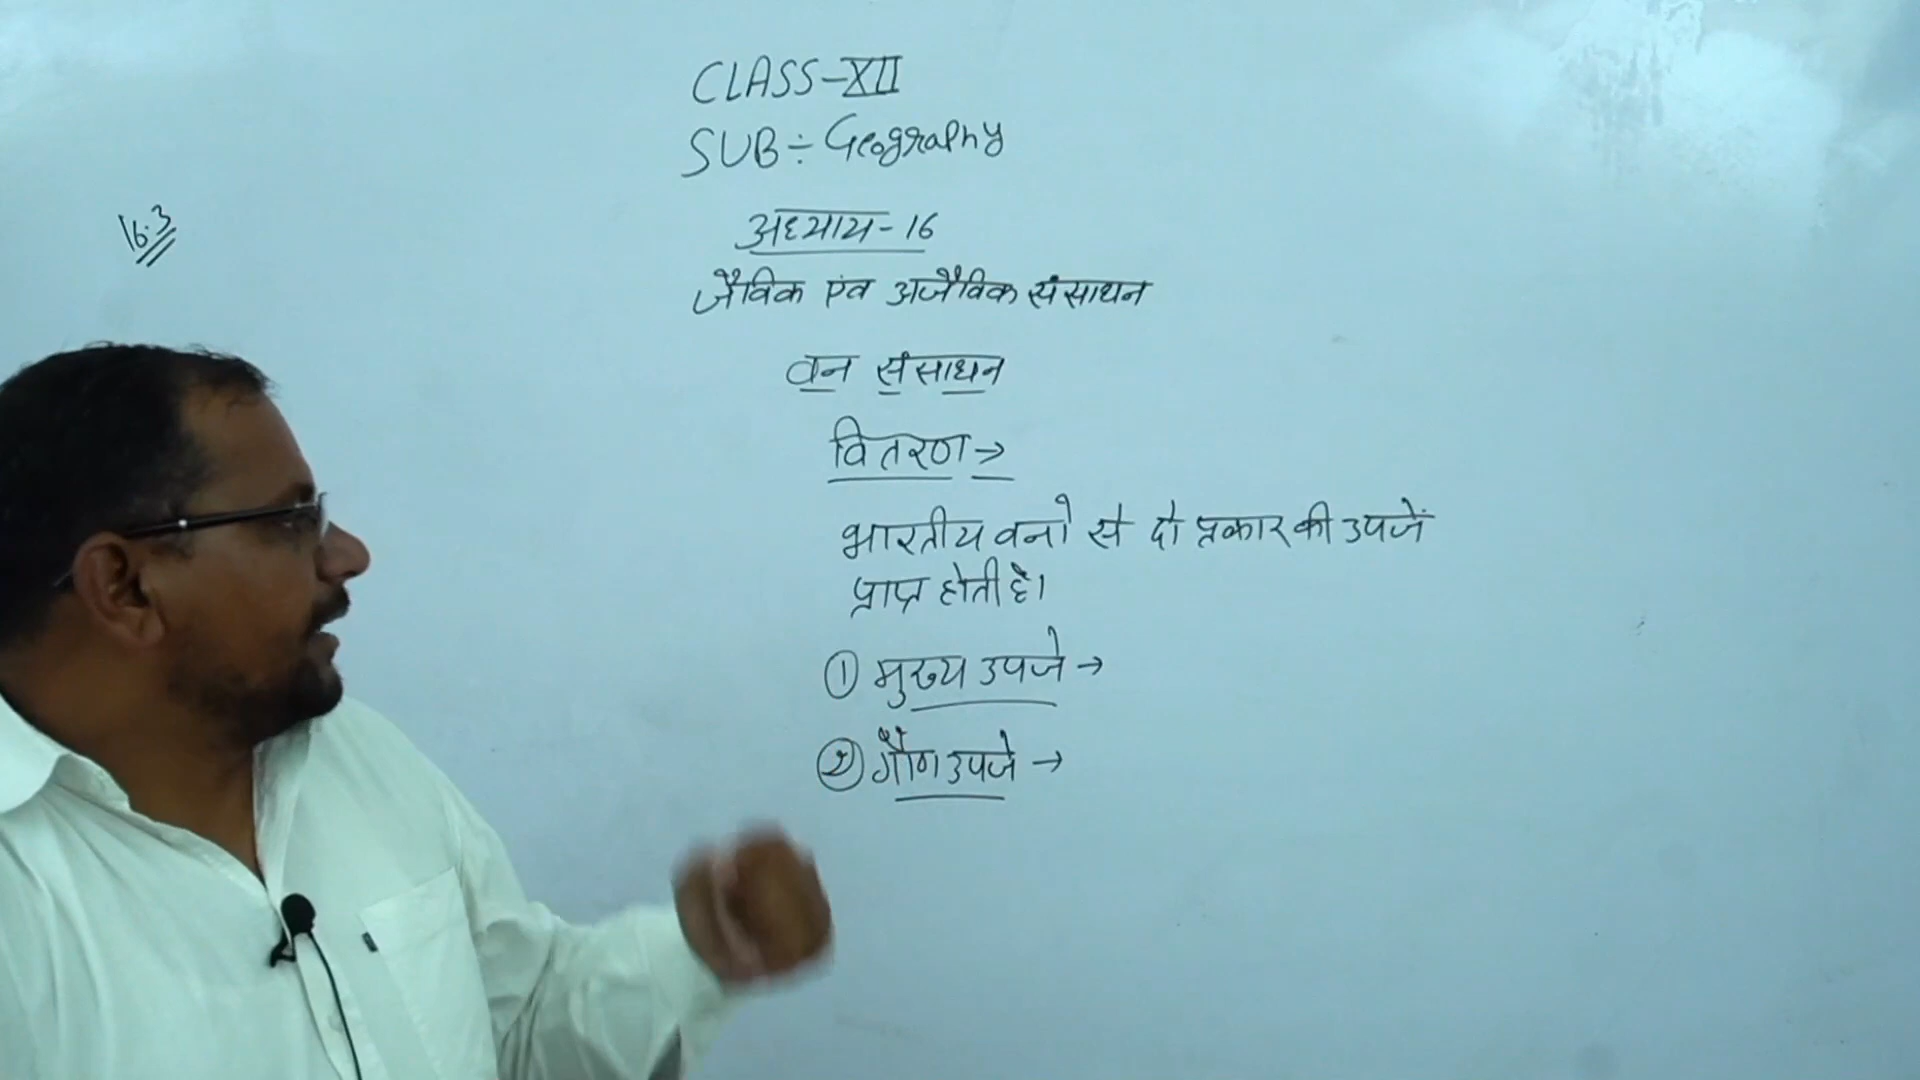 CLASS-XII
SUB ÷ Geography
16.3
अध्याय - 16
जैविक एंव अजैविक संसाधन
वन संसाधन
वितरण →
भारतीय वनो से दो प्रकार की उपजें
प्राप्त होती है।
① मुख्य उपजे →
② गौण उपजे →